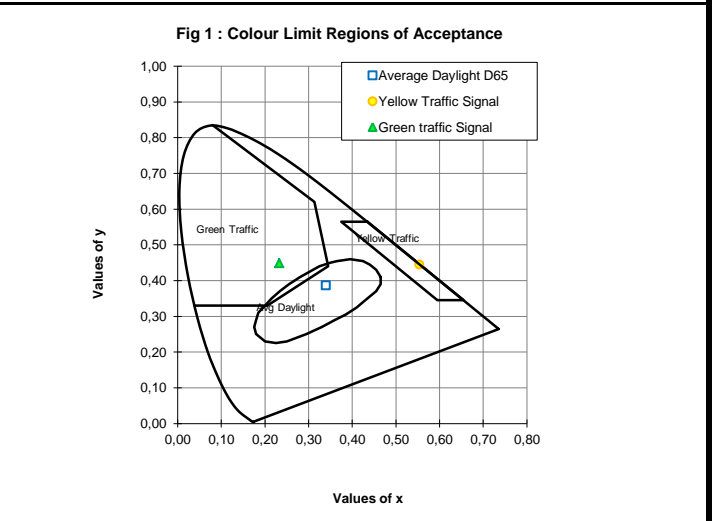 Fig 1 : Colour Limit Regions of Acceptance
1,00
0,90
0,80
0,70
0,60
0,50
0,40
0,30
0,20
0,10
0,00
Average Daylight D65
Yellow Traffic Signal
Green traffic Signal
Green Traffic
Yellow Traffic
Avg Daylight
Values of y
0,00 0,10 0,20 0,30 0,40 0,50 0,60 0,70 0,80
Values of x